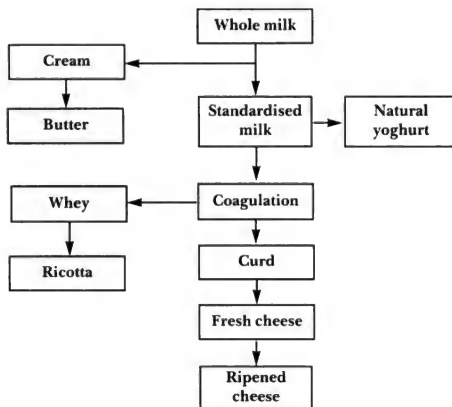 Whole milk
Cream
Butter
Standardised
milk
Natural
yoghurt
Whey
Coagulation
Ricotta
Curd
Fresh cheese
Ripened
cheese